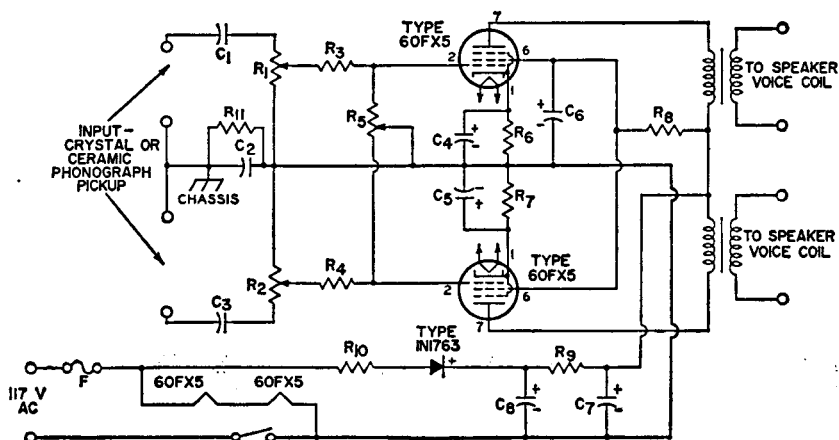 7
TYPE
60FX5
2
6
1
C1
R1
R3
C6
TO SPEAKER
VOICE COIL
R11
INPUT-
CRYSTAL OR
CERAMIC
PHONOGRAPH
PICKUP
R5
C4
+
-
R6
+
-
R8
C2
CHASSIS
C5
-
+
R7
TO SPEAKER
VOICE COIL
1
TYPE
60FX5
R2
R4
2
6
7
C3
TYPE
IN1763
+
R10
R9
F
117 V
AC
60FX5
60FX5
C8
+
-
C7
+
-